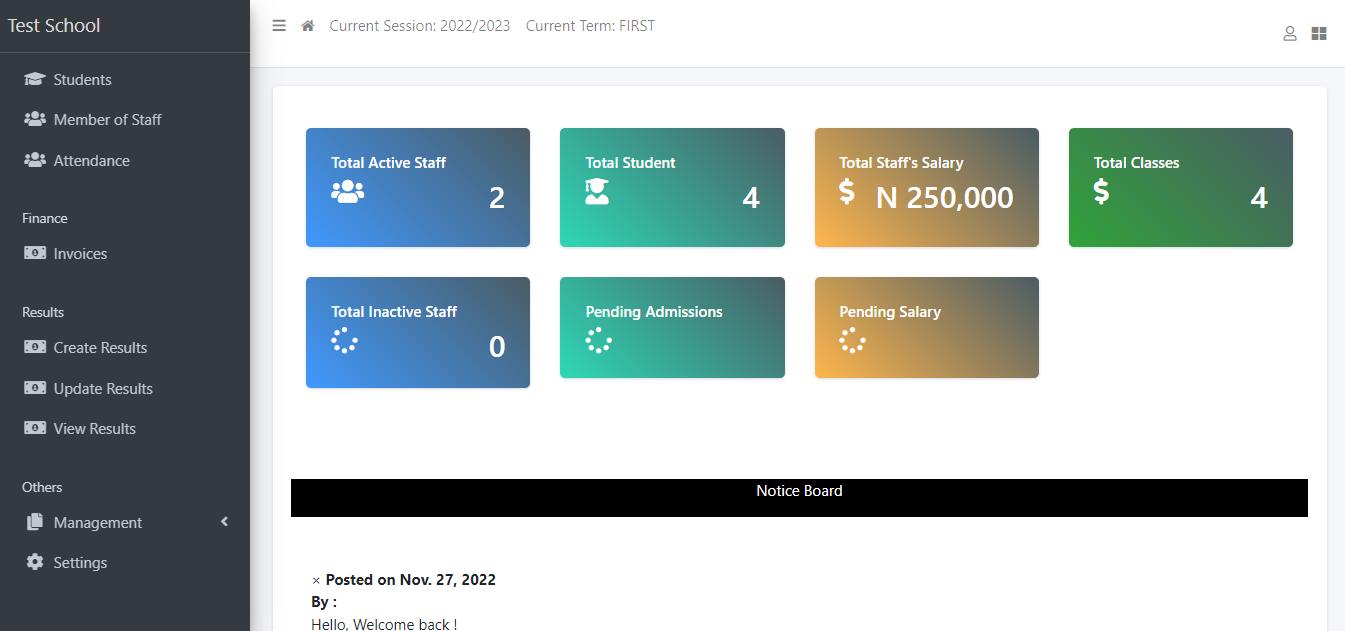 Test School
Students
Member of Staff
Attendance
Finance
Invoices
Results
Create Results
Update Results
View Results
Others
Management
Settings
Current Session: 2022/2023 Current Term: FIRST
Total Active Staff
2
Total Student
4
Total Staff's Salary
N 250,000
Total Classes
4
Total Inactive Staff
0
Pending Admissions
Pending Salary
Notice Board
× Posted on Nov. 27, 2022
By :
Hello, Welcome back !